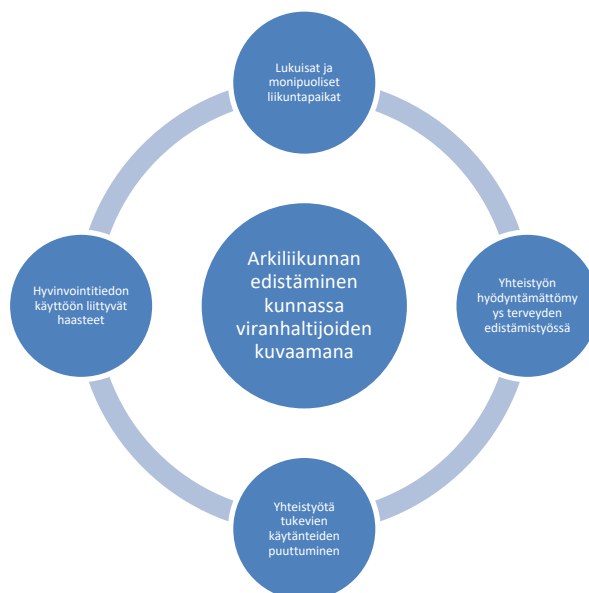 Lukuisat ja
monipuoliset
liikuntapaikat
Arkiliikunnan
edistäminen
kunnassa
viranhaltijoiden
kuvaamana
Hyvinvointitiedon
käyttöön liittyvät
haasteet
Yhteistyön
hyödyntämättömy
ys terveyden
edistämistyössä
Yhteistyötä
tukevien
käytänteiden
puuttuminen